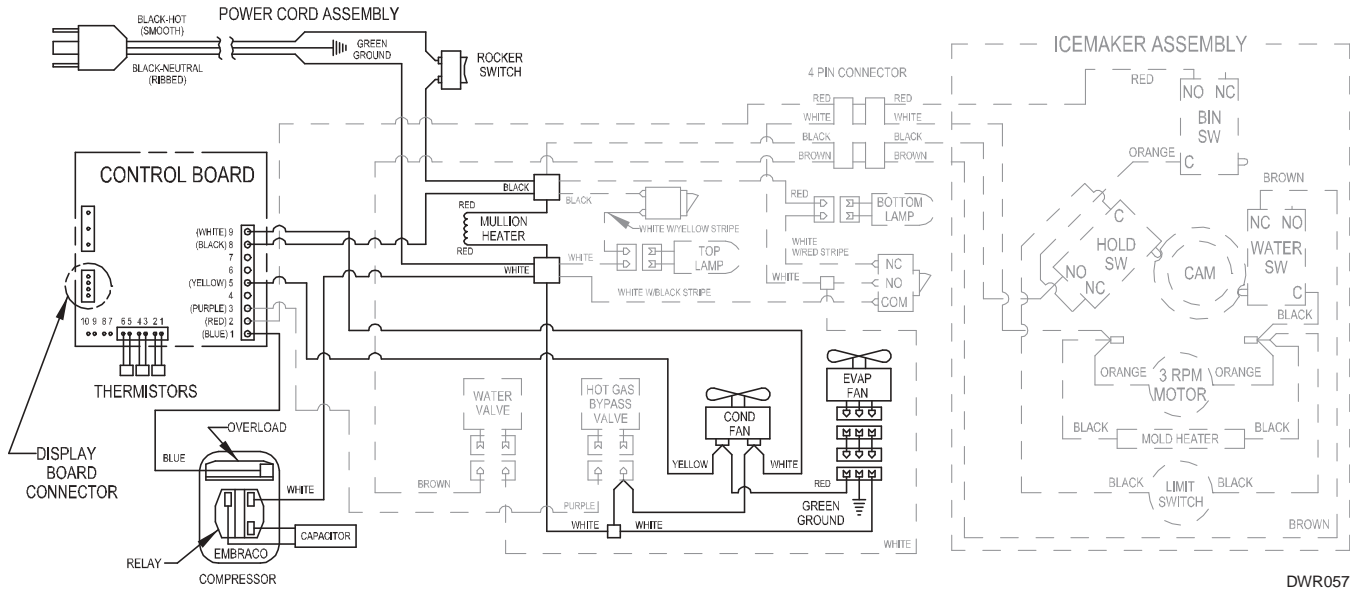 POWER CORD ASSEMBLY
BLACK-HOT
(SMOOTH)
GREEN
GROUND
BLACK-NEUTRAL
(RIBBED)
ROCKER
SWITCH
ICEMAKER ASSEMBLY
4 PIN CONNECTOR
RED
RED
WHITE
WHITE
BLACK
BLACK
BROWN
BROWN
RED
NO NC
BIN
SW
C
ORANGE
BROWN
CONTROL BOARD
(WHITE) 9
(BLACK) 8
7
6
(YELLOW) 5
4
(PURPLE) 3
(RED) 2
(BLUE) 1
10 9 8 7 6 5 4 3 2 1
THERMISTORS
DISPLAY
BOARD
CONNECTOR
BLACK
RED
MULLION
HEATER
RED
WHITE
BLACK
WHITE W/YELLOW STRIPE
WHITE
TOP
LAMP
WHITE W/BLACK STRIPE
RED
BOTTOM
LAMP
WHITE
W/RED STRIPE
WHITE
NC
NO
COM
C
HOLD
SW
NO
NC
CAM
NC NO
WATER
SW
C
BLACK
ORANGE
3 RPM
MOTOR
ORANGE
BLACK
MOLD HEATER
BLACK
BLACK
LIMIT
SWITCH
BLACK
BROWN
WATER
VALVE
HOT GAS
BYPASS
VALVE
COND
FAN
EVAP
FAN
YELLOW
WHITE
RED
GREEN
GROUND
BROWN
PURPLE
WHITE
WHITE
WHITE
OVERLOAD
BLUE
WHITE
CAPACITOR
RELAY
EMBRACO
COMPRESSOR
DWR057